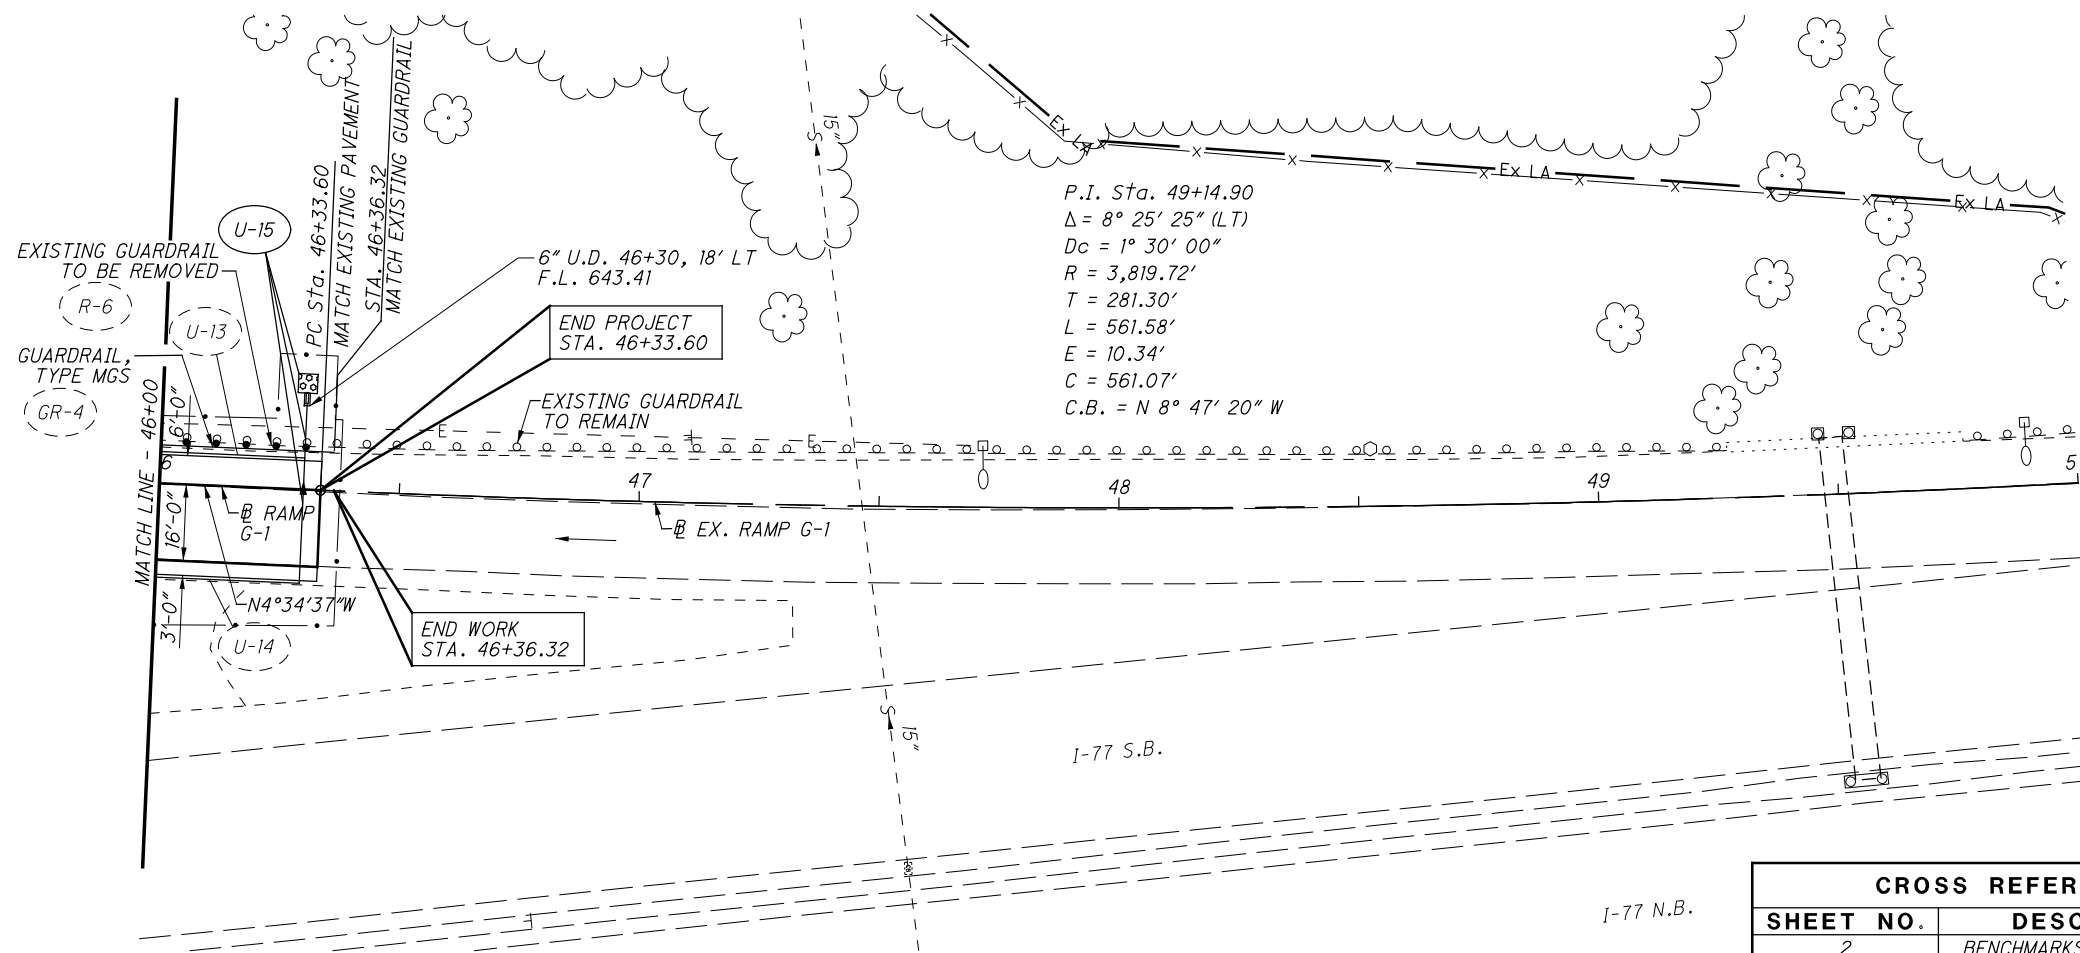 15"
S
Ex LA
Ex LA
Ex LA
PC Sta. 46+33.60
MATCH EXISTING PAVEMENT
STA. 46+36.32
MATCH EXISTING GUARDRAIL
P.I. Sta. 49+14.90
Δ = 8° 25' 25" (LT)
Dc = 1° 30' 00"
R = 3,819.72'
T = 281.30'
L = 561.58'
E = 10.34'
C = 561.07'
C.B. = N 8° 47' 20" W
U-15
EXISTING GUARDRAIL
TO BE REMOVED
R-6
U-13
GUARDRAIL,
TYPE MGS
GR-4
6" U.D. 46+30, 18' LT
F.L. 643.41
END PROJECT
STA. 46+33.60
EXISTING GUARDRAIL
TO REMAIN
E
E
MATCH LINE - 46+00
6'-0"
6
16'-0"
3'-0"
47
48
49
5
℄ RAMP
G-1
℄ EX. RAMP G-1
N4°34'37"W
U-14
END WORK
STA. 46+36.32
S
15"
I-77 S.B.
I-77 N.B.
CROSS REFER
SHEET NO.
DESC
2
BENCHMARKS